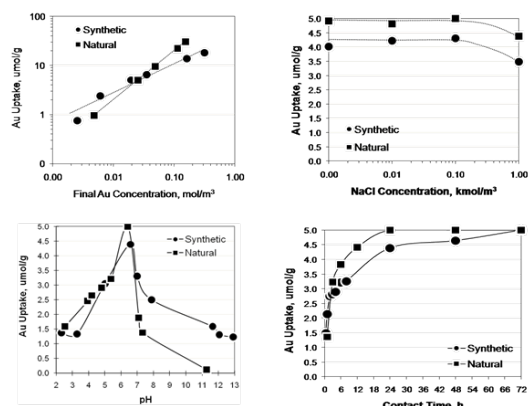 100
10
1
0
0.00
0.01
0.10
1.00
Au Uptake, umol/g
Final Au Concentration, mol/m3
Synthetic
Natural
5.0
4.5
4.0
3.5
3.0
2.5
2.0
1.5
1.0
0.5
0.0
0.00
0.01
0.10
1.00
Au Uptake, umol/g
NaCl Concentration, kmol/m3
Synthetic
Natural
5.0
4.5
4.0
3.5
3.0
2.5
2.0
1.5
1.0
0.5
0.0
2 3 4 5 6 7 8 9 10 11 12 13
Au Uptake, umol/g
pH
Synthetic
Natural
5.0
4.5
4.0
3.5
3.0
2.5
2.0
1.5
1.0
0.5
0.0
0 6 12 18 24 30 36 42 48 54 60 66 72
Au Uptake, umol/g
Contact Time, h
Synthetic
Natural